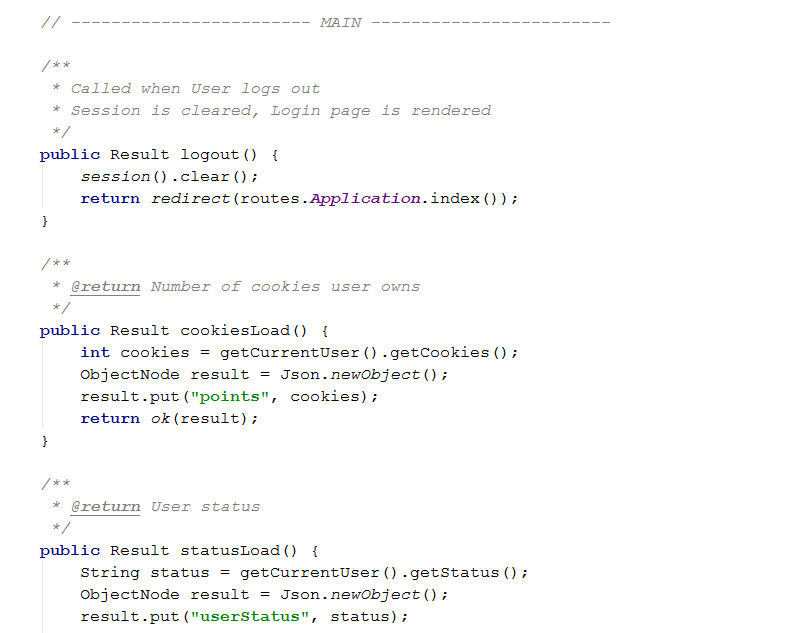 // ------------------------ MAIN ------------------------
/**
* Called when User logs out
* Session is cleared, Login page is rendered
*/
public Result logout() {
session().clear();
return redirect(routes.Application.index());
}
/**
* @return Number of cookies user owns
*/
public Result cookiesLoad() {
int cookies = getCurrentUser().getCookies();
ObjectNode result = Json.newObject();
result.put("points", cookies);
return ok(result);
}
/**
* @return User status
*/
public Result statusLoad() {
String status = getCurrentUser().getStatus();
ObjectNode result = Json.newObject();
result.put("userStatus", status);